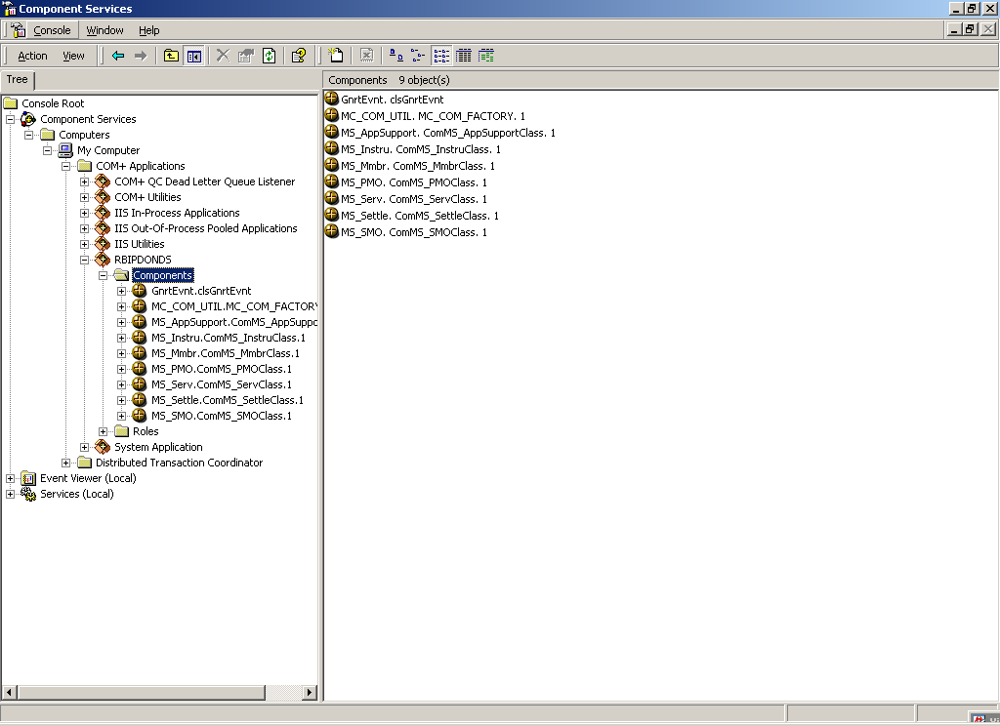 Component Services
Console Window Help
Action View
Tree
Components 9 object(s)
Console Root
Component Services
Computers
My Computer
COM+ Applications
COM+ QC Dead Letter Queue Listener
COM+ Utilities
IIS In-Process Applications
IIS Out-Of-Process Pooled Applications
IIS Utilities
RBIPDONDS
Components
GnrtEvnt.clsGnrtEvnt
MC_COM_UTIL.MC_COM_FACTORY
MS_AppSupport.ComMS_AppSuppo
MS_Instru.ComMS_InstruClass.1
MS_Mmbr.ComMS_MmbrClass.1
MS_PMO.ComMS_PMOClass.1
MS_Serv.ComMS_ServClass.1
MS_Settle.ComMS_SettleClass.1
MS_SMO.ComMS_SMOClass.1
Roles
System Application
Distributed Transaction Coordinator
Event Viewer (Local)
Services (Local)
GnrtEvnt. clsGnrtEvnt
MC_COM_UTIL. MC_COM_FACTORY. 1
MS_AppSupport. ComMS_AppSupportClass. 1
MS_Instru. ComMS_InstruClass. 1
MS_Mmbr. ComMS_MmbrClass. 1
MS_PMO. ComMS_PMOClass. 1
MS_Serv. ComMS_ServClass. 1
MS_Settle. ComMS_SettleClass. 1
MS_SMO. ComMS_SMOClass. 1